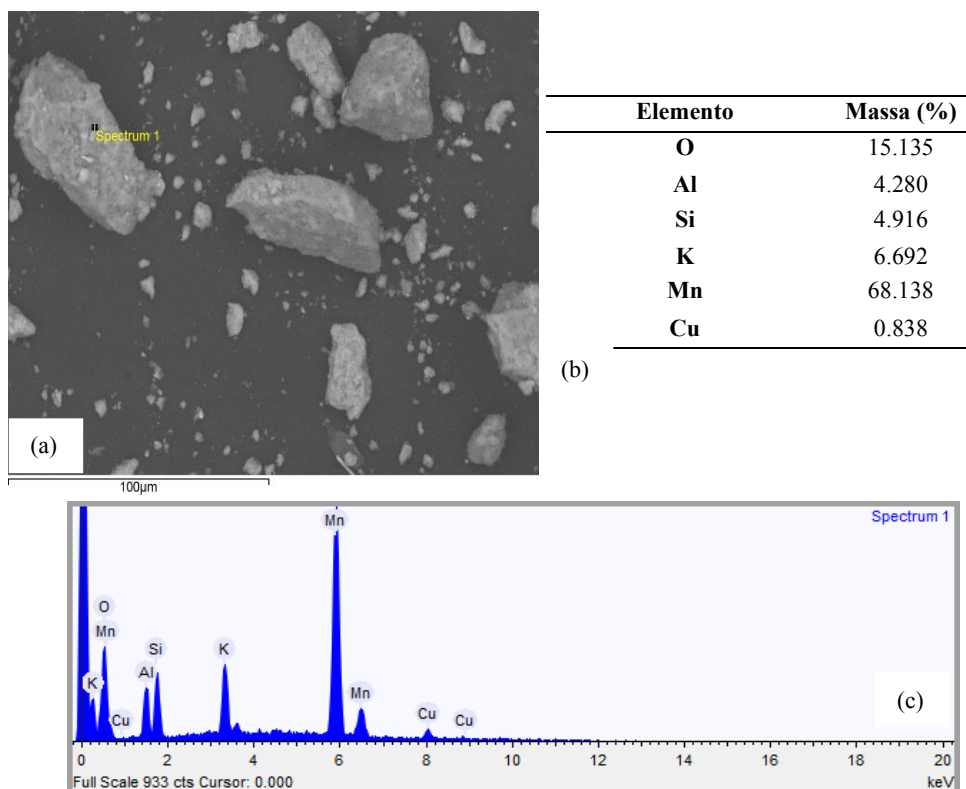 Spectrum 1
(a)
100µm
Elemento Massa (%)
O 15.135
Al 4.280
Si 4.916
K 6.692
Mn 68.138
Cu 0.838
(b)
Spectrum 1
Mn
O
Mn
Si
K
Al
K
Mn
Cu
Cu
Cu
(c)
0 2 4 6 8 10 12 14 16 18 20
Full Scale 933 cts Cursor: 0.000 keV